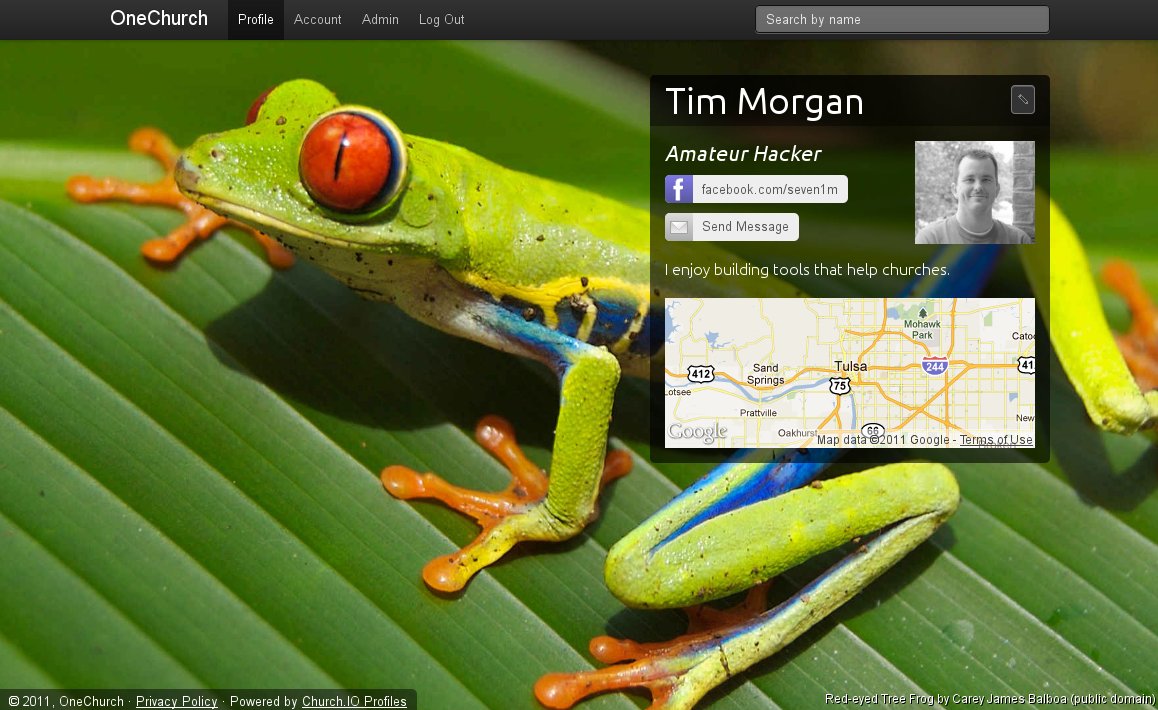 OneChurch Profile Account Admin Log Out Search by name
Tim Morgan
Amateur Hacker
f facebook.com/seven1m
Send Message
I enjoy building tools that help churches.
Mohawk
Park
Catoo
Tulsa
244
412
Sand
Springs
75
41
Lotsee
Prattville
New
Oakhurst
66
Google
Map data ©2011 Google - Terms of Use
© 2011, OneChurch · Privacy Policy · Powered by Church.IO Profiles
Red-eyed Tree Frog by Carey James Balboa (public domain)